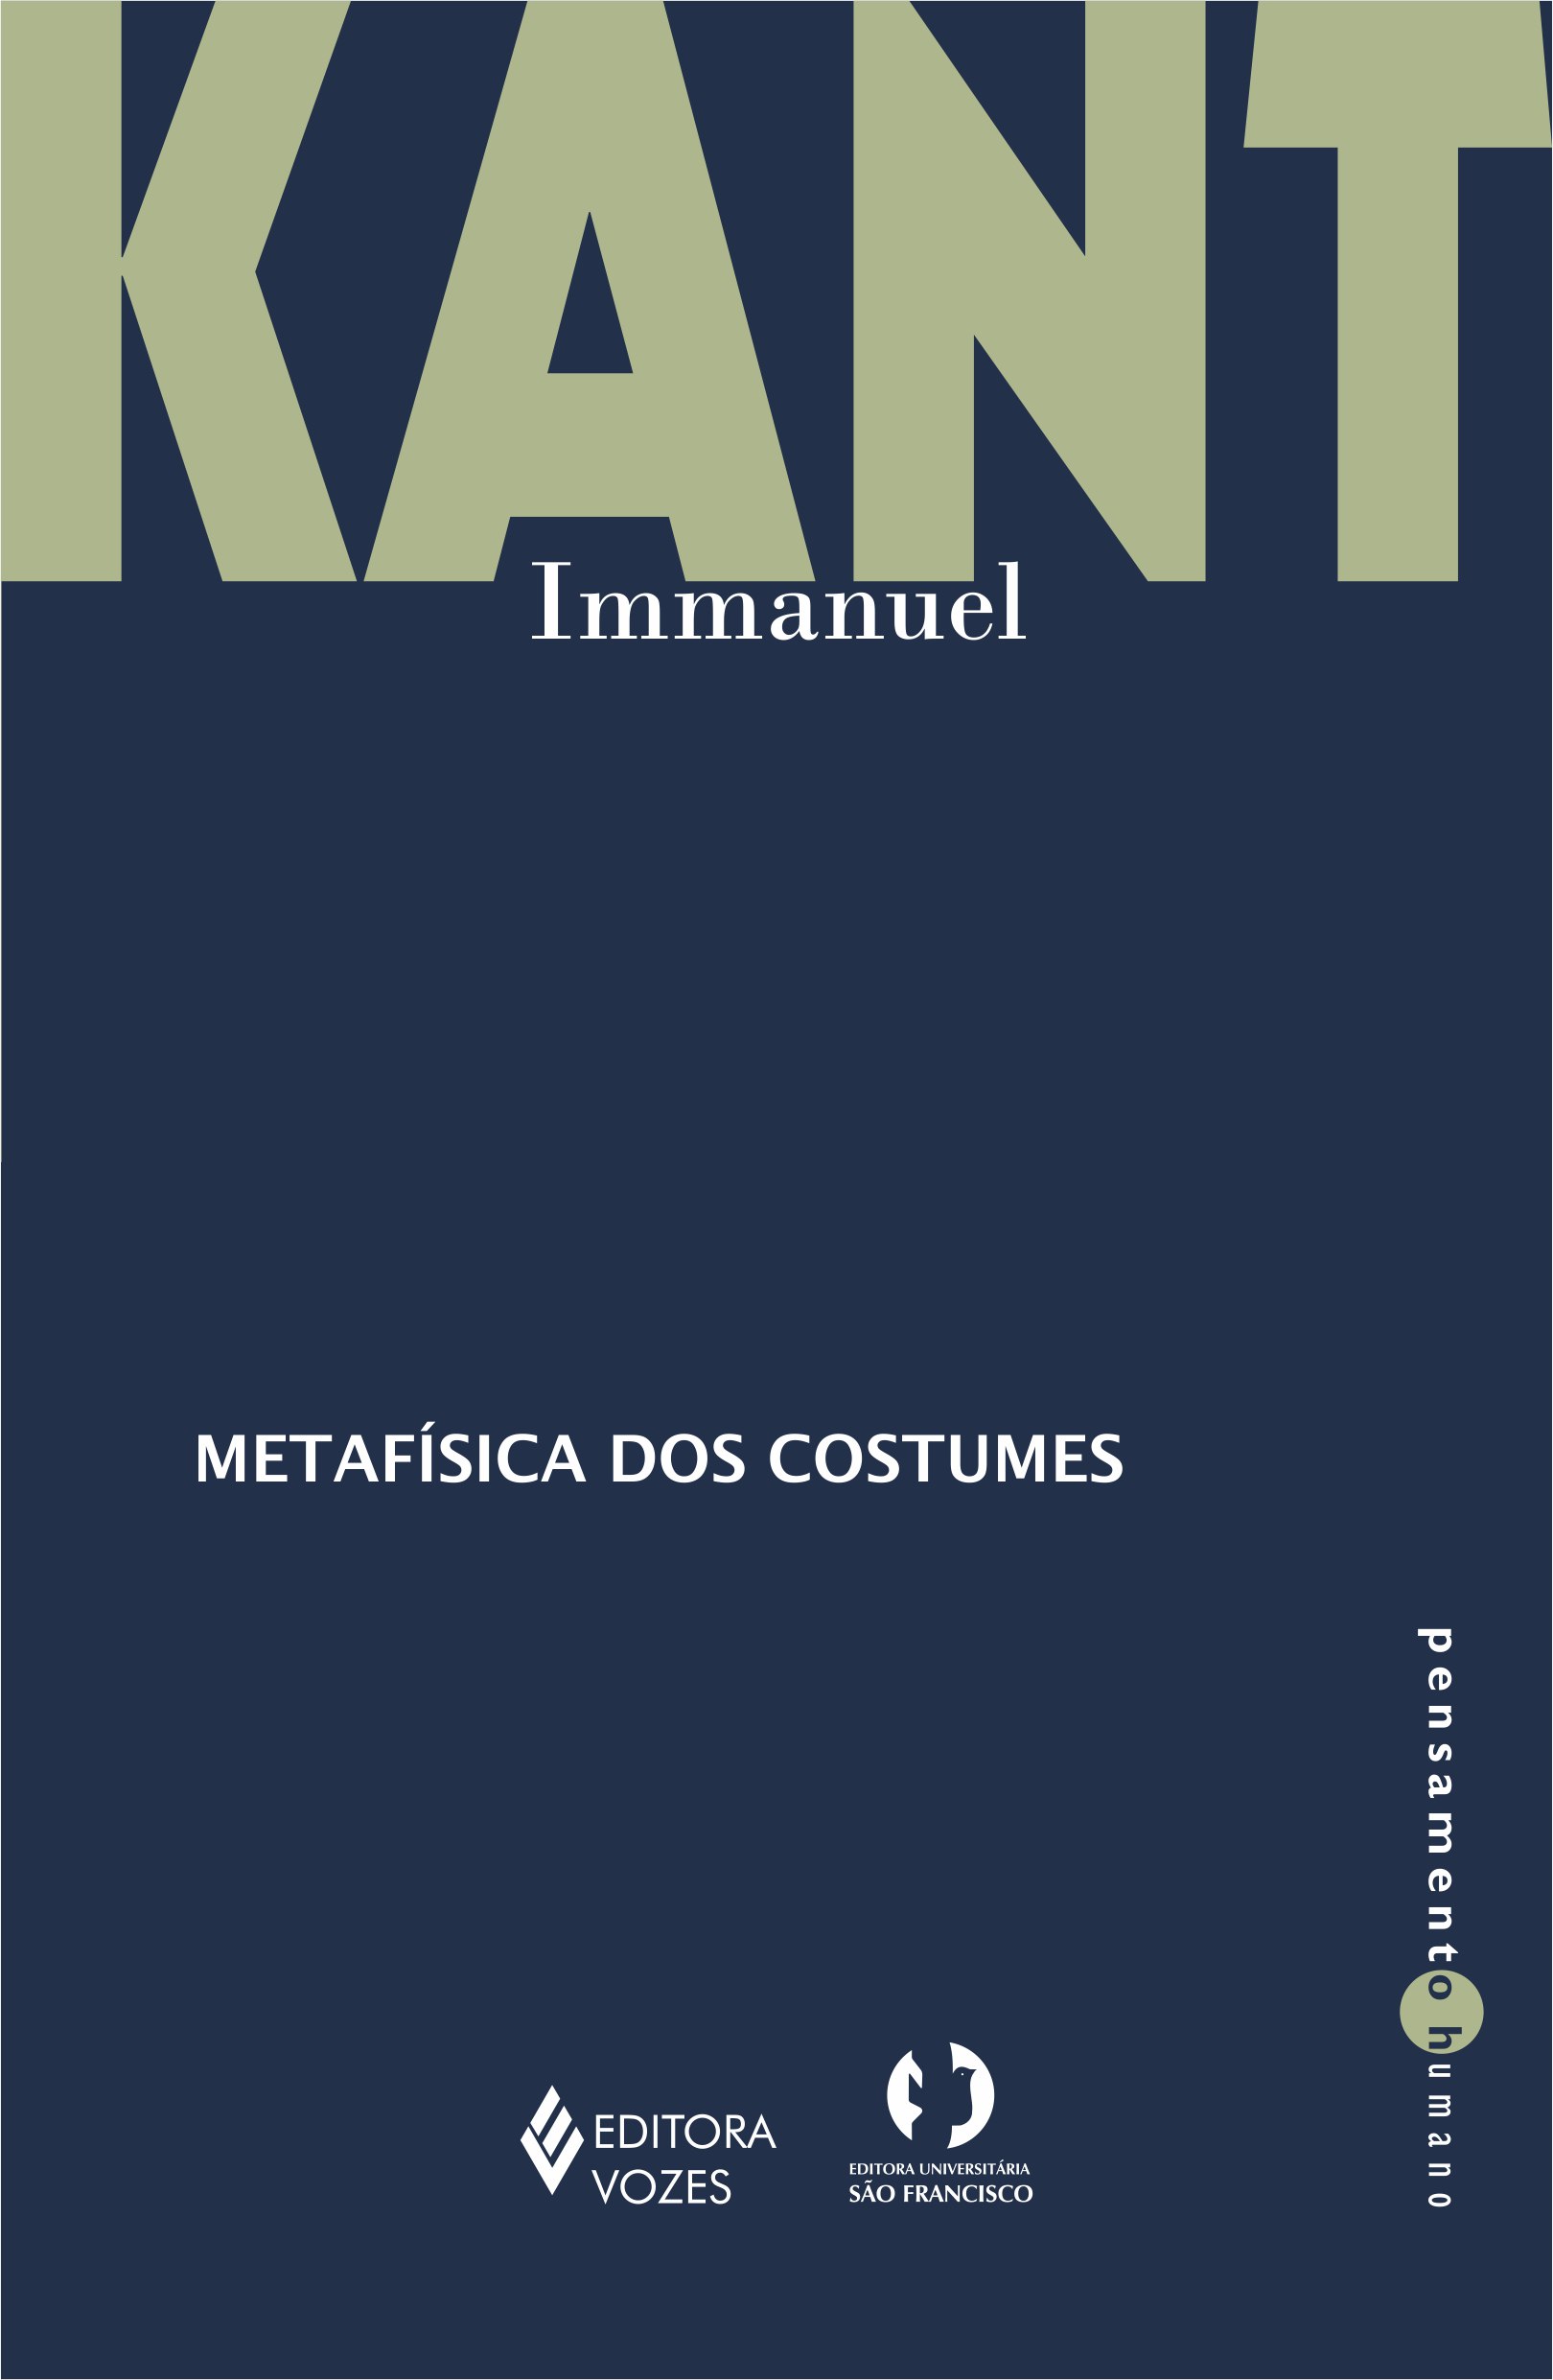 KANT
Immanuel
METAFÍSICA DOS COSTUMES
pensamento humano
EDITORA
VOZES
EDITORA UNIVERSITÁRIA
SÃO FRANCISCO